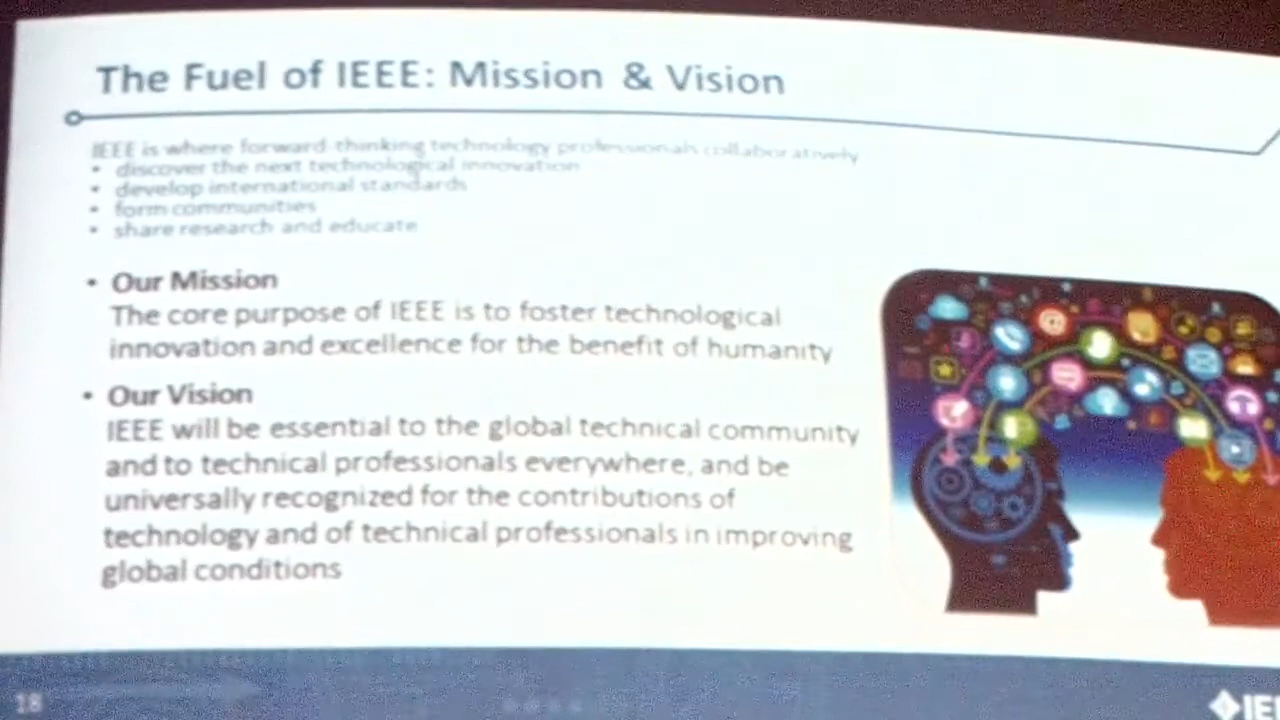 The Fuel of IEEE: Mission & Vision
IEEE is where forward-thinking technology professionals collaboratively
• discover the next technological innovation
• develop international standards
• form communities
• share research and educate
• Our Mission
The core purpose of IEEE is to foster technological
innovation and excellence for the benefit of humanity
• Our Vision
IEEE will be essential to the global technical community
and to technical professionals everywhere, and be
universally recognized for the contributions of
technology and of technical professionals in improving
global conditions
18